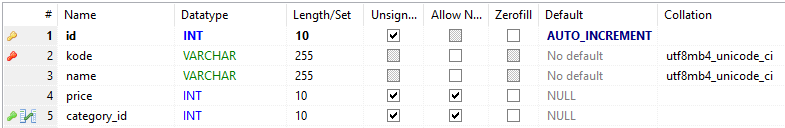 # Name Datatype Length/Set Unsign... Allow N... Zerofill Default Collation
1 id INT 10 AUTO_INCREMENT
2 kode VARCHAR 255 No default utf8mb4_unicode_ci
3 name VARCHAR 255 No default utf8mb4_unicode_ci
4 price INT 10 NULL
5 category_id INT 10 NULL